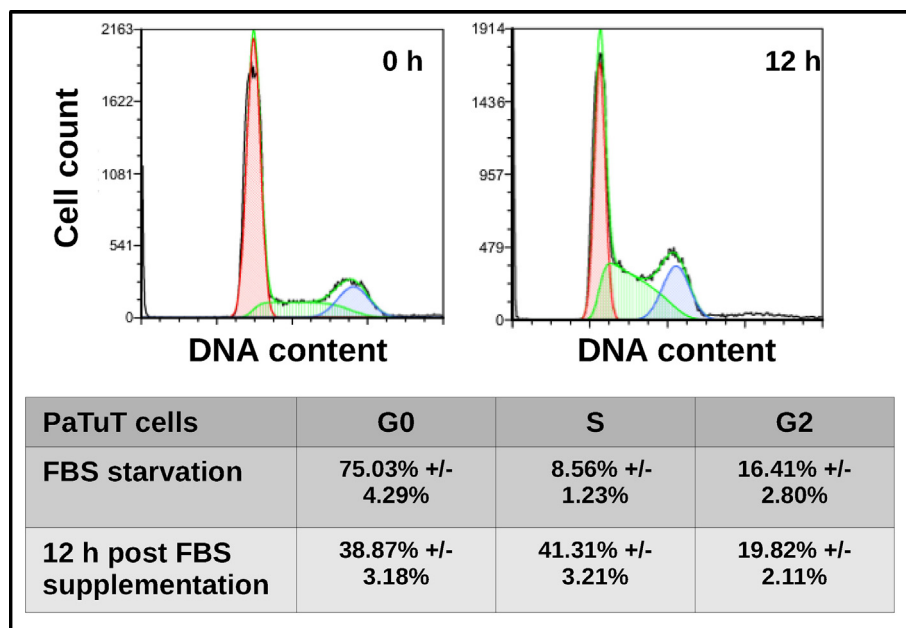 2163
1622
1081
541
0
Cell count
0 h
DNA content
1914
1436
957
479
0
12 h
DNA content
PaTuT cells G0 S G2
FBS starvation 75.03% +/- 4.29% 8.56% +/- 1.23% 16.41% +/- 2.80%
12 h post FBS supplementation 38.87% +/- 3.18% 41.31% +/- 3.21% 19.82% +/- 2.11%